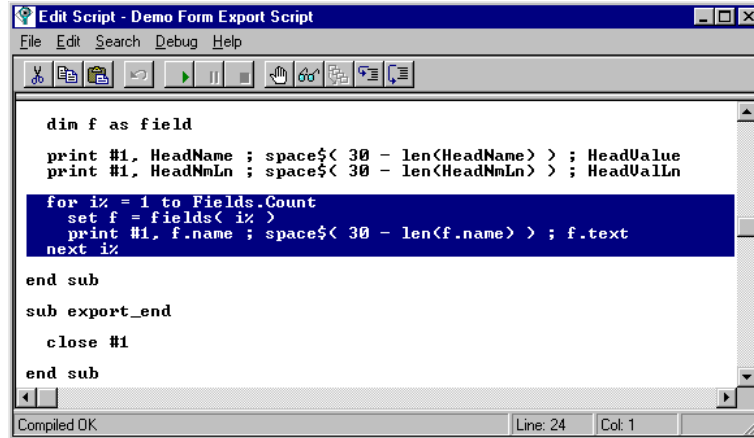 Edit Script - Demo Form Export Script
File Edit Search Debug Help
dim f as field
print #1, HeadName ; space$( 30 - len(HeadName) ) ; HeadValue
print #1, HeadNmLn ; space$( 30 - len(HeadNmLn) ) ; HeadValLn
for i% = 1 to Fields.Count
set f = fields( i% )
print #1, f.name ; space$( 30 - len(f.name) ) ; f.text
next i%
end sub
sub export_end
close #1
end sub
Compiled OK Line: 24 Col: 1